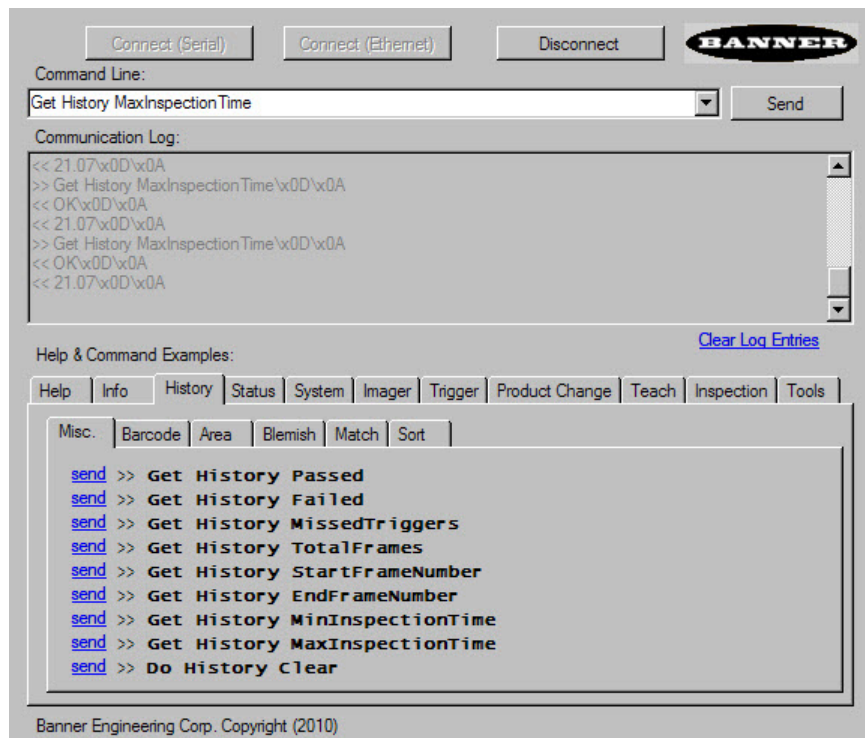 Connect (Serial) Connect (Ethernet) Disconnect BANNER
Command Line:
Get History MaxInspectionTime Send
Communication Log:
<< 21.07\x0D\x0A
>> Get History MaxInspectionTime\x0D\x0A
<< OK\x0D\x0A
<< 21.07\x0D\x0A
>> Get History MaxInspectionTime\x0D\x0A
<< OK\x0D\x0A
<< 21.07\x0D\x0A
Clear Log Entries
Help & Command Examples:
Help Info History Status System Imager Trigger Product Change Teach Inspection Tools
Misc. Barcode Area Blemish Match Sort
send >> Get History Passed
send >> Get History Failed
send >> Get History MissedTriggers
send >> Get History TotalFrames
send >> Get History StartFrameNumber
send >> Get History EndFrameNumber
send >> Get History MinInspectionTime
send >> Get History MaxInspectionTime
send >> Do History Clear
Banner Engineering Corp. Copyright (2010)